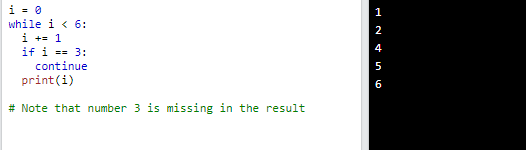 i = 0
while i < 6:
  i += 1
  if i == 3:
    continue
  print(i)

# Note that number 3 is missing in the result
1
2
4
5
6